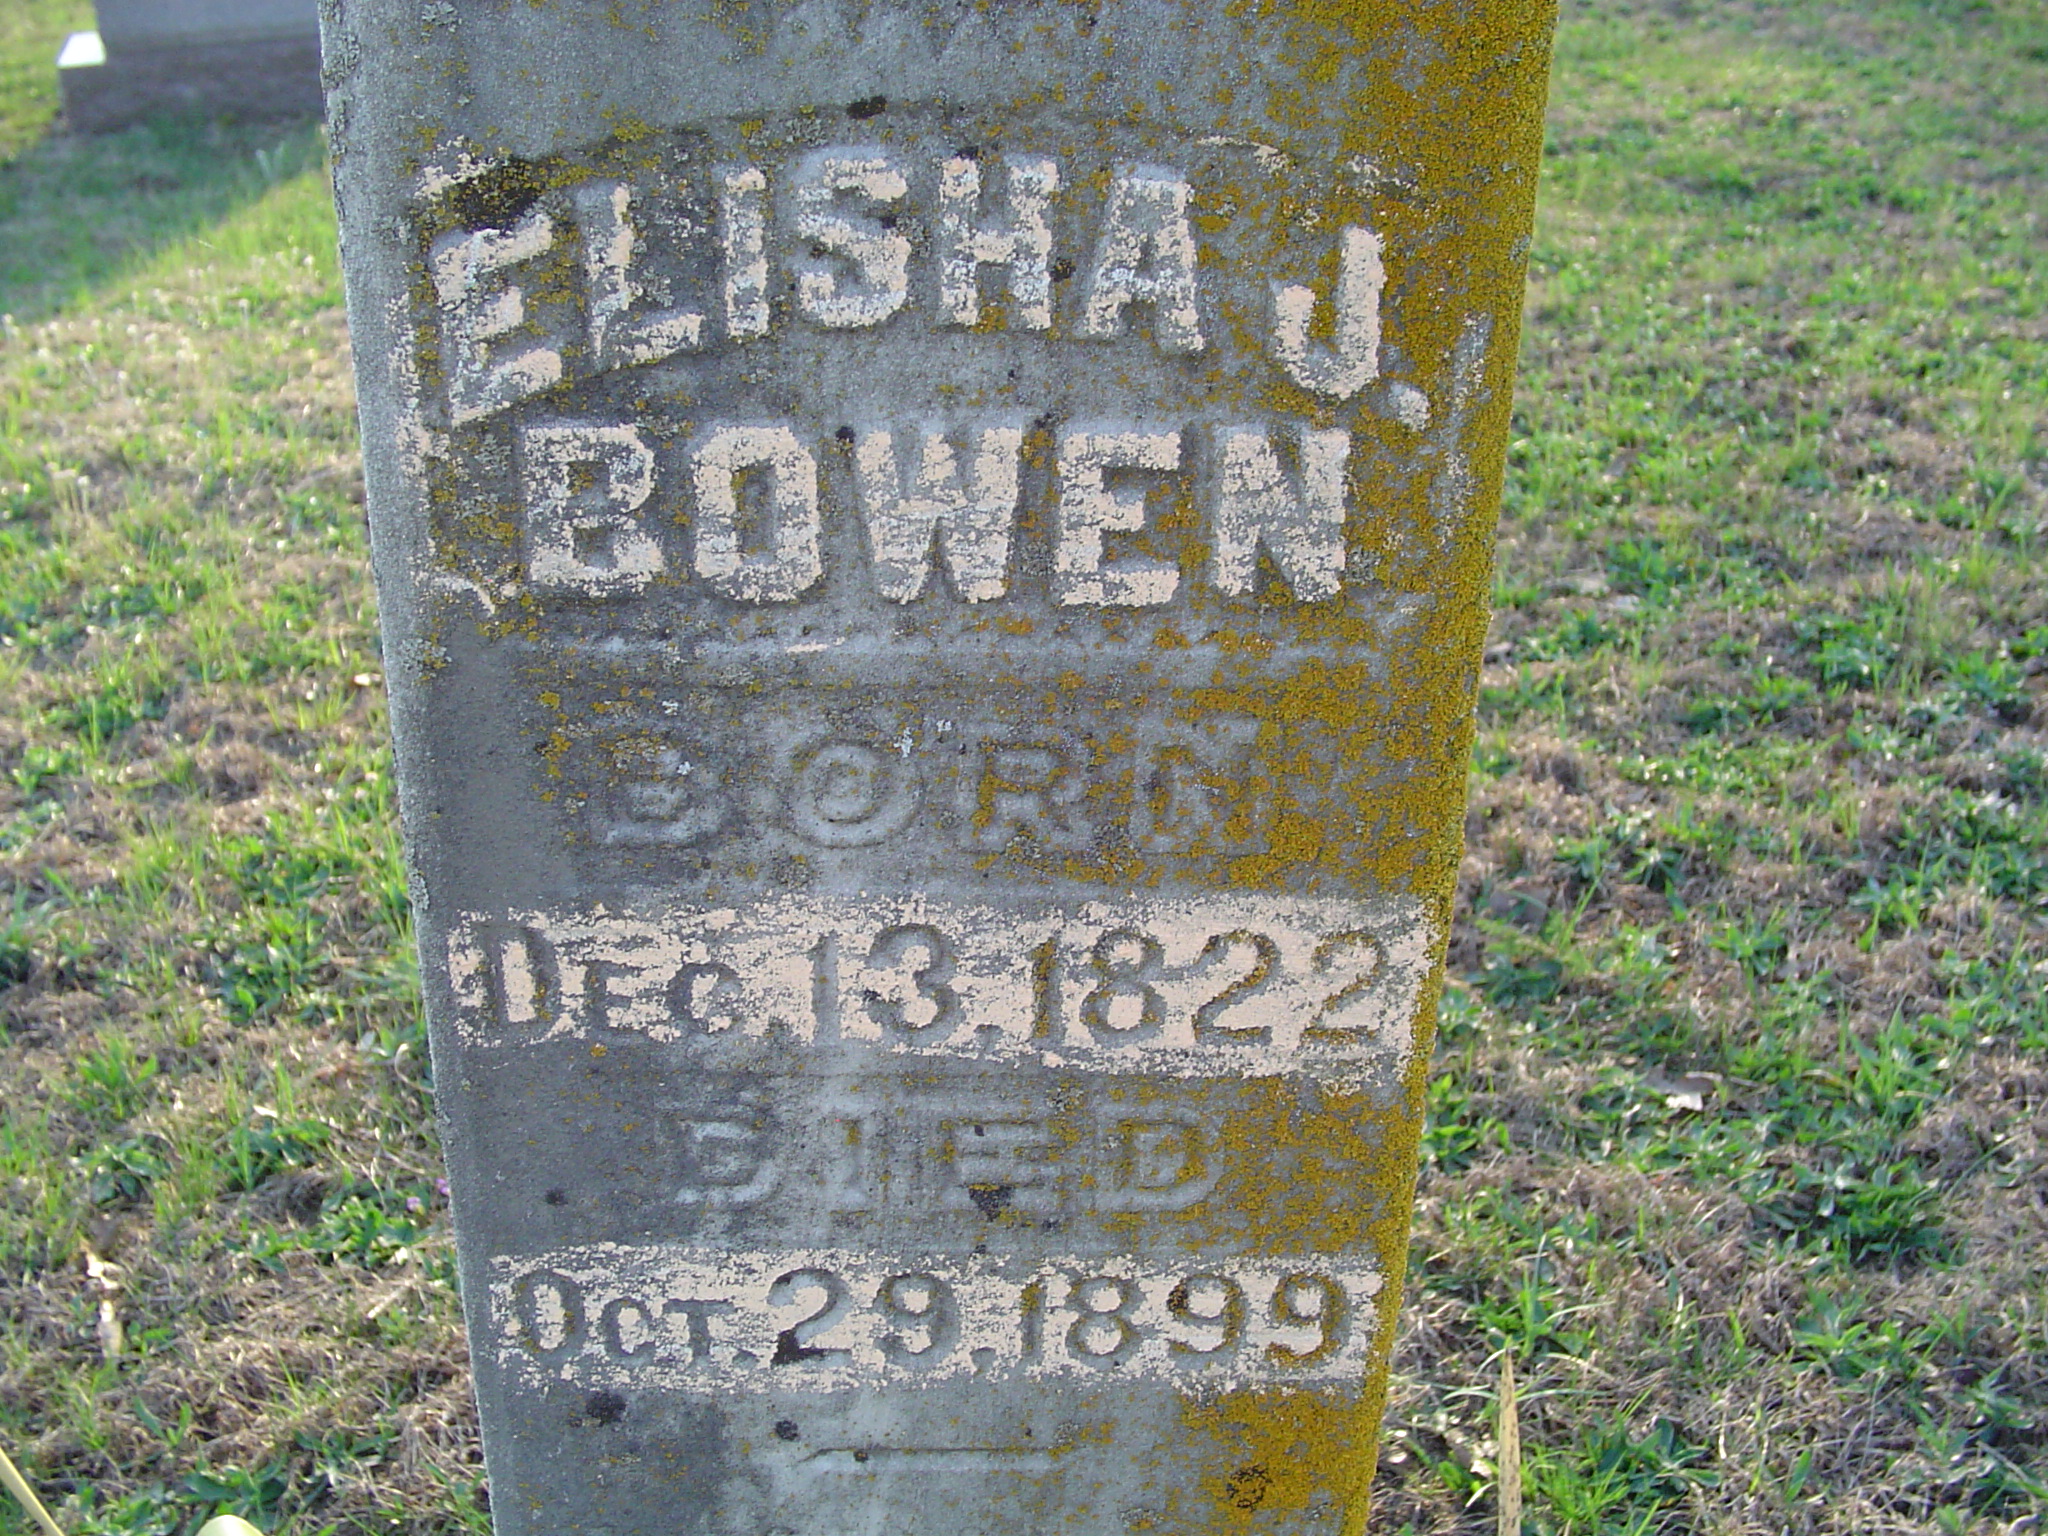 ELISHA J.
BOWEN
BORN
DEC. 13, 1822
DIED
OCT. 29, 1899